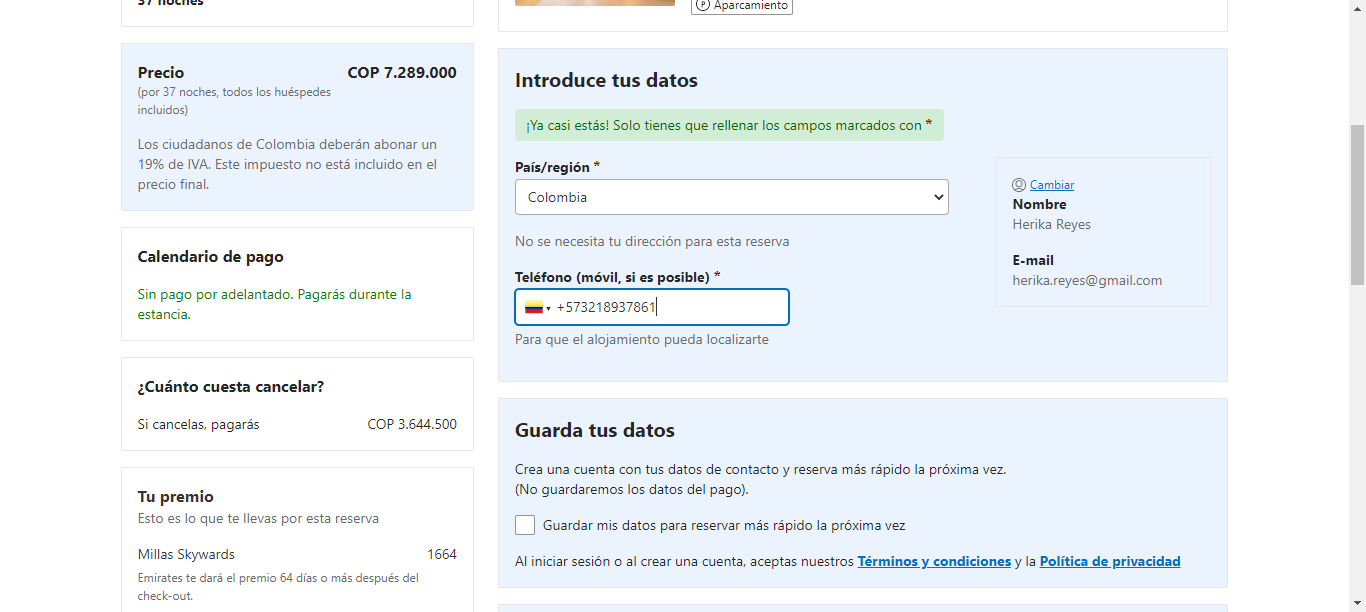 37 noches
Precio
COP 7.289.000
(por 37 noches, todos los huéspedes
incluidos)
Los ciudadanos de Colombia deberán abonar un
19% de IVA. Este impuesto no está incluido en el
precio final.
Calendario de pago
Sin pago por adelantado. Pagarás durante la
estancia.
¿Cuánto cuesta cancelar?
Si cancelas, pagarás
COP 3.644.500
Tu premio
Esto es lo que te llevas por esta reserva
Millas Skywards
1664
Emirates te dará el premio 64 días o más después del
check-out.
P Aparcamiento
Introduce tus datos
¡Ya casi estás! Solo tienes que rellenar los campos marcados con *
País/región *
Colombia
No se necesita tu dirección para esta reserva
Teléfono (móvil, si es posible) *
+573218937861
Para que el alojamiento pueda localizarte
Cambiar
Nombre
Herika Reyes
E-mail
herika.reyes@gmail.com
Guarda tus datos
Crea una cuenta con tus datos de contacto y reserva más rápido la próxima vez.
(No guardaremos los datos del pago).
Guardar mis datos para reservar más rápido la próxima vez
Al iniciar sesión o al crear una cuenta, aceptas nuestros Términos y condiciones y la Política de privacidad